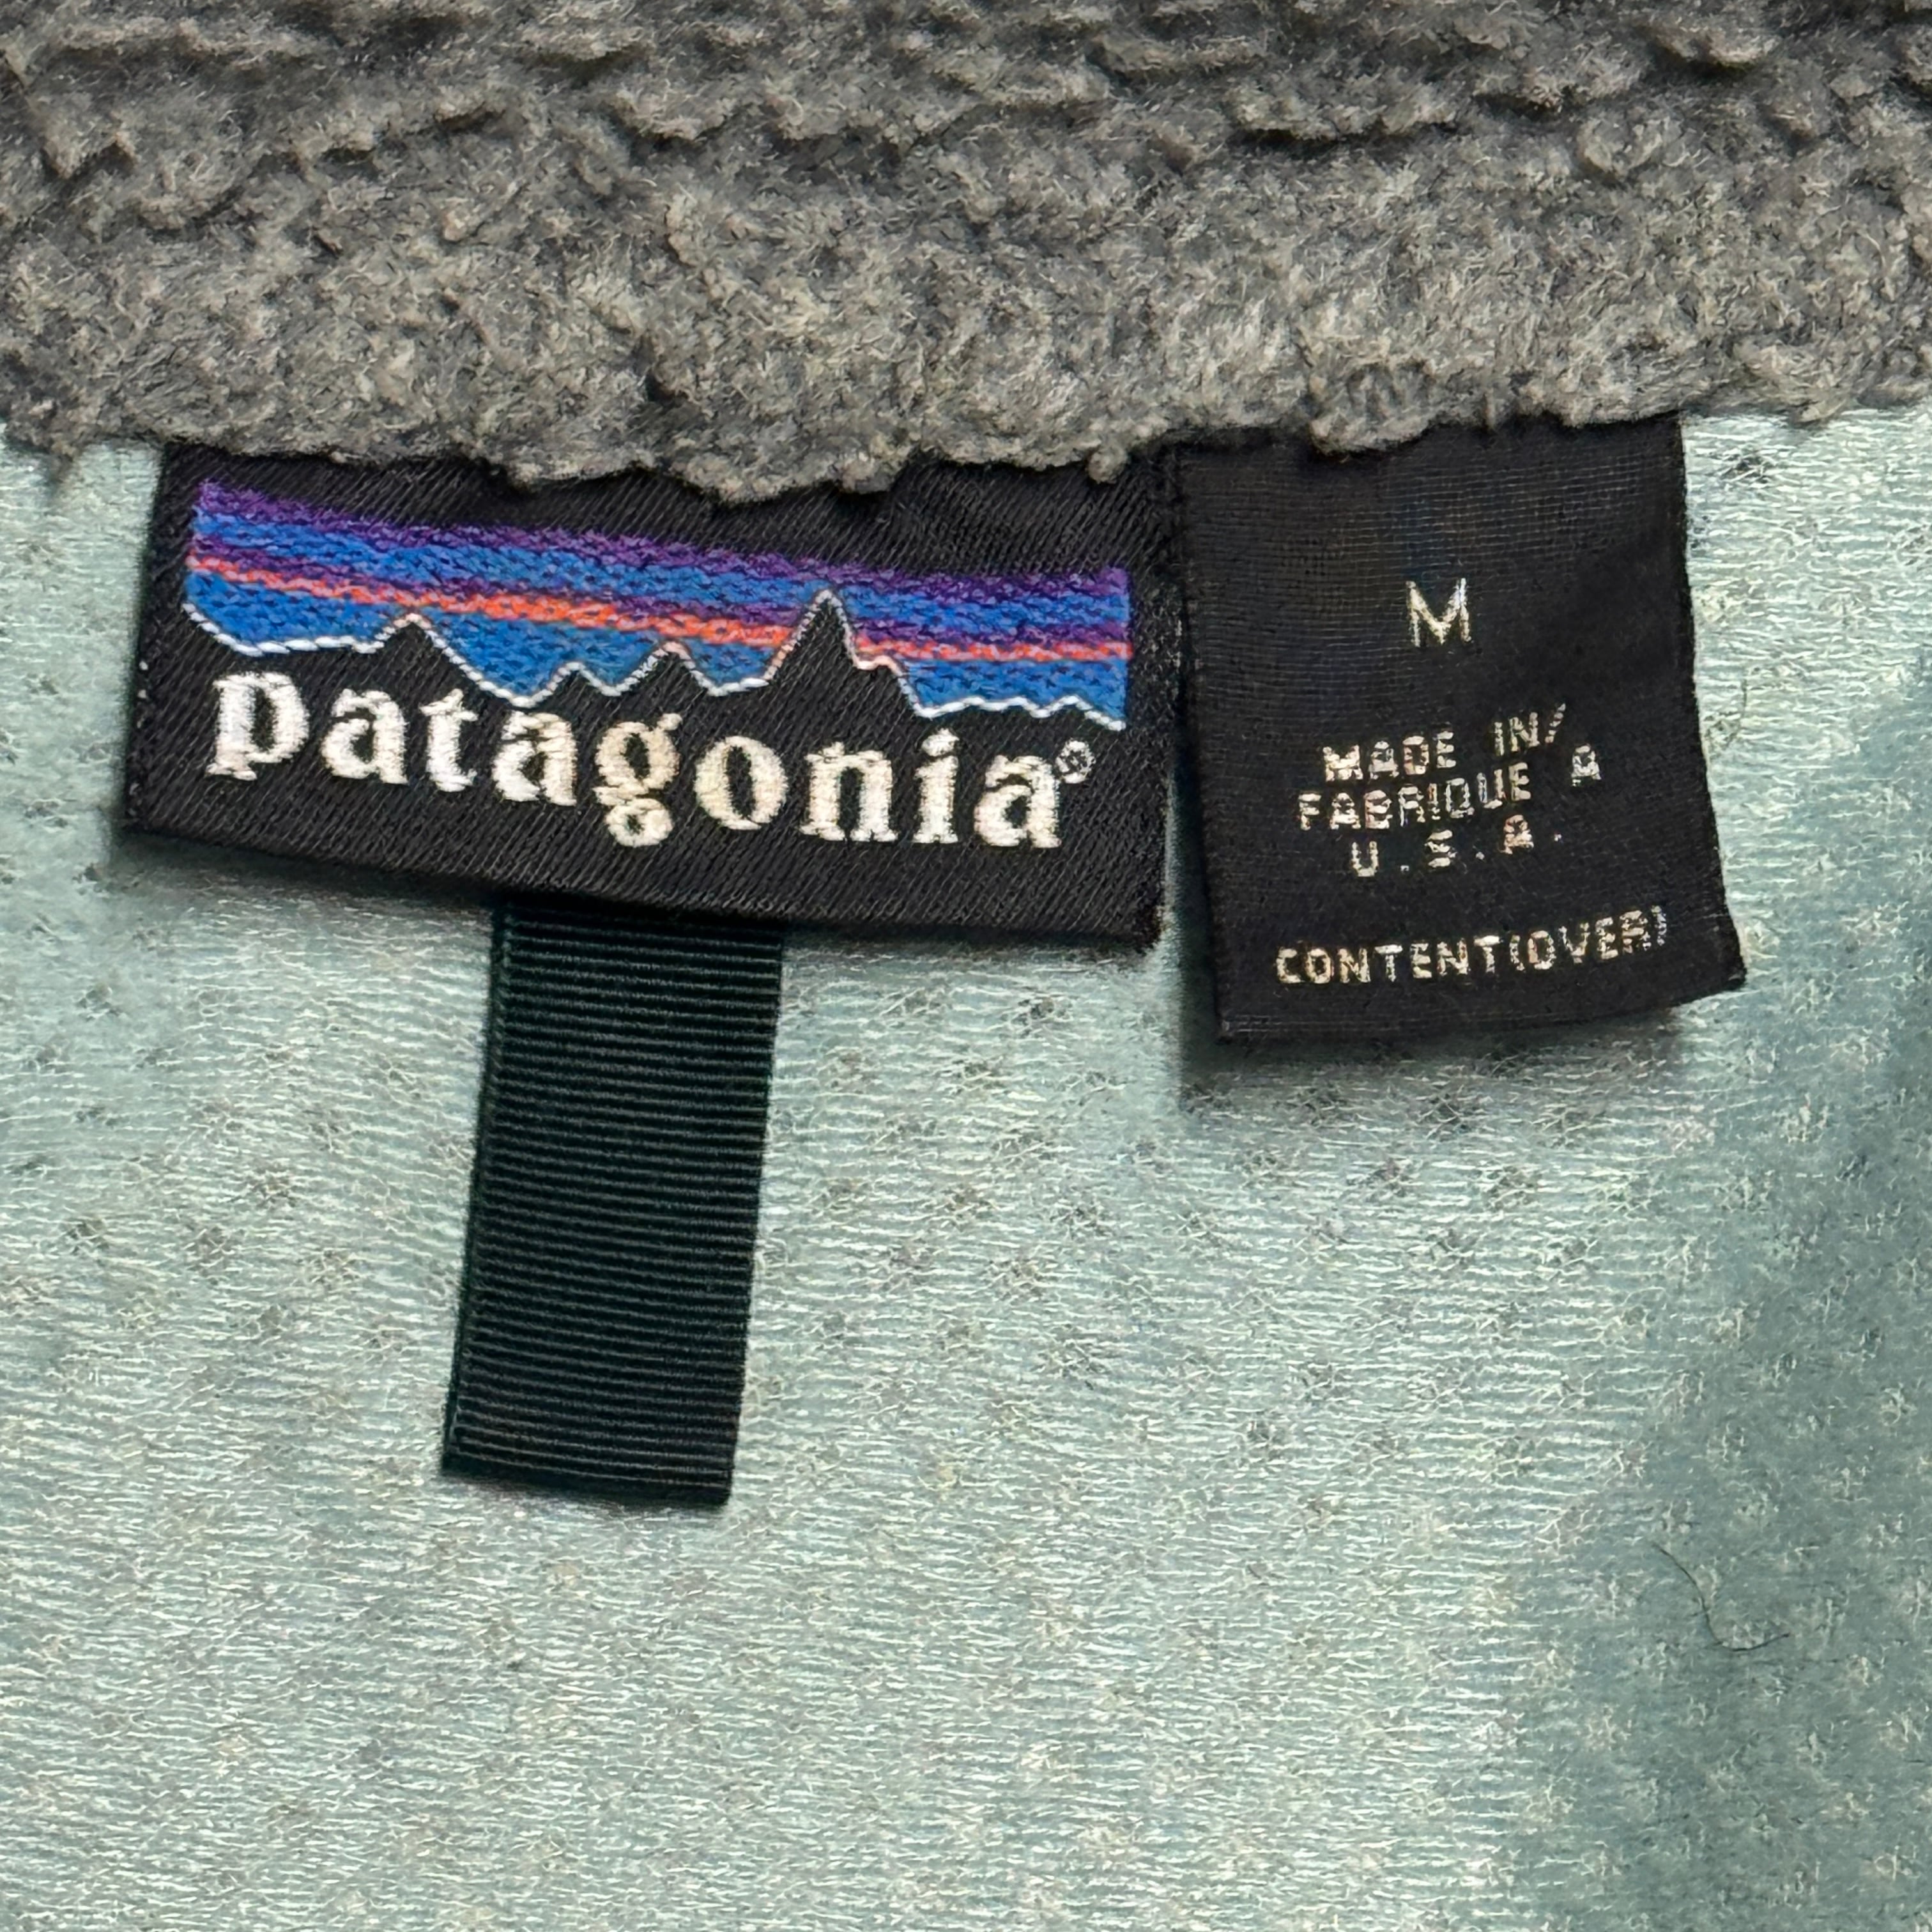 patagonia®
M
MADE IN/
FABRIQUE A
U.S.A.
CONTENT(OVER)